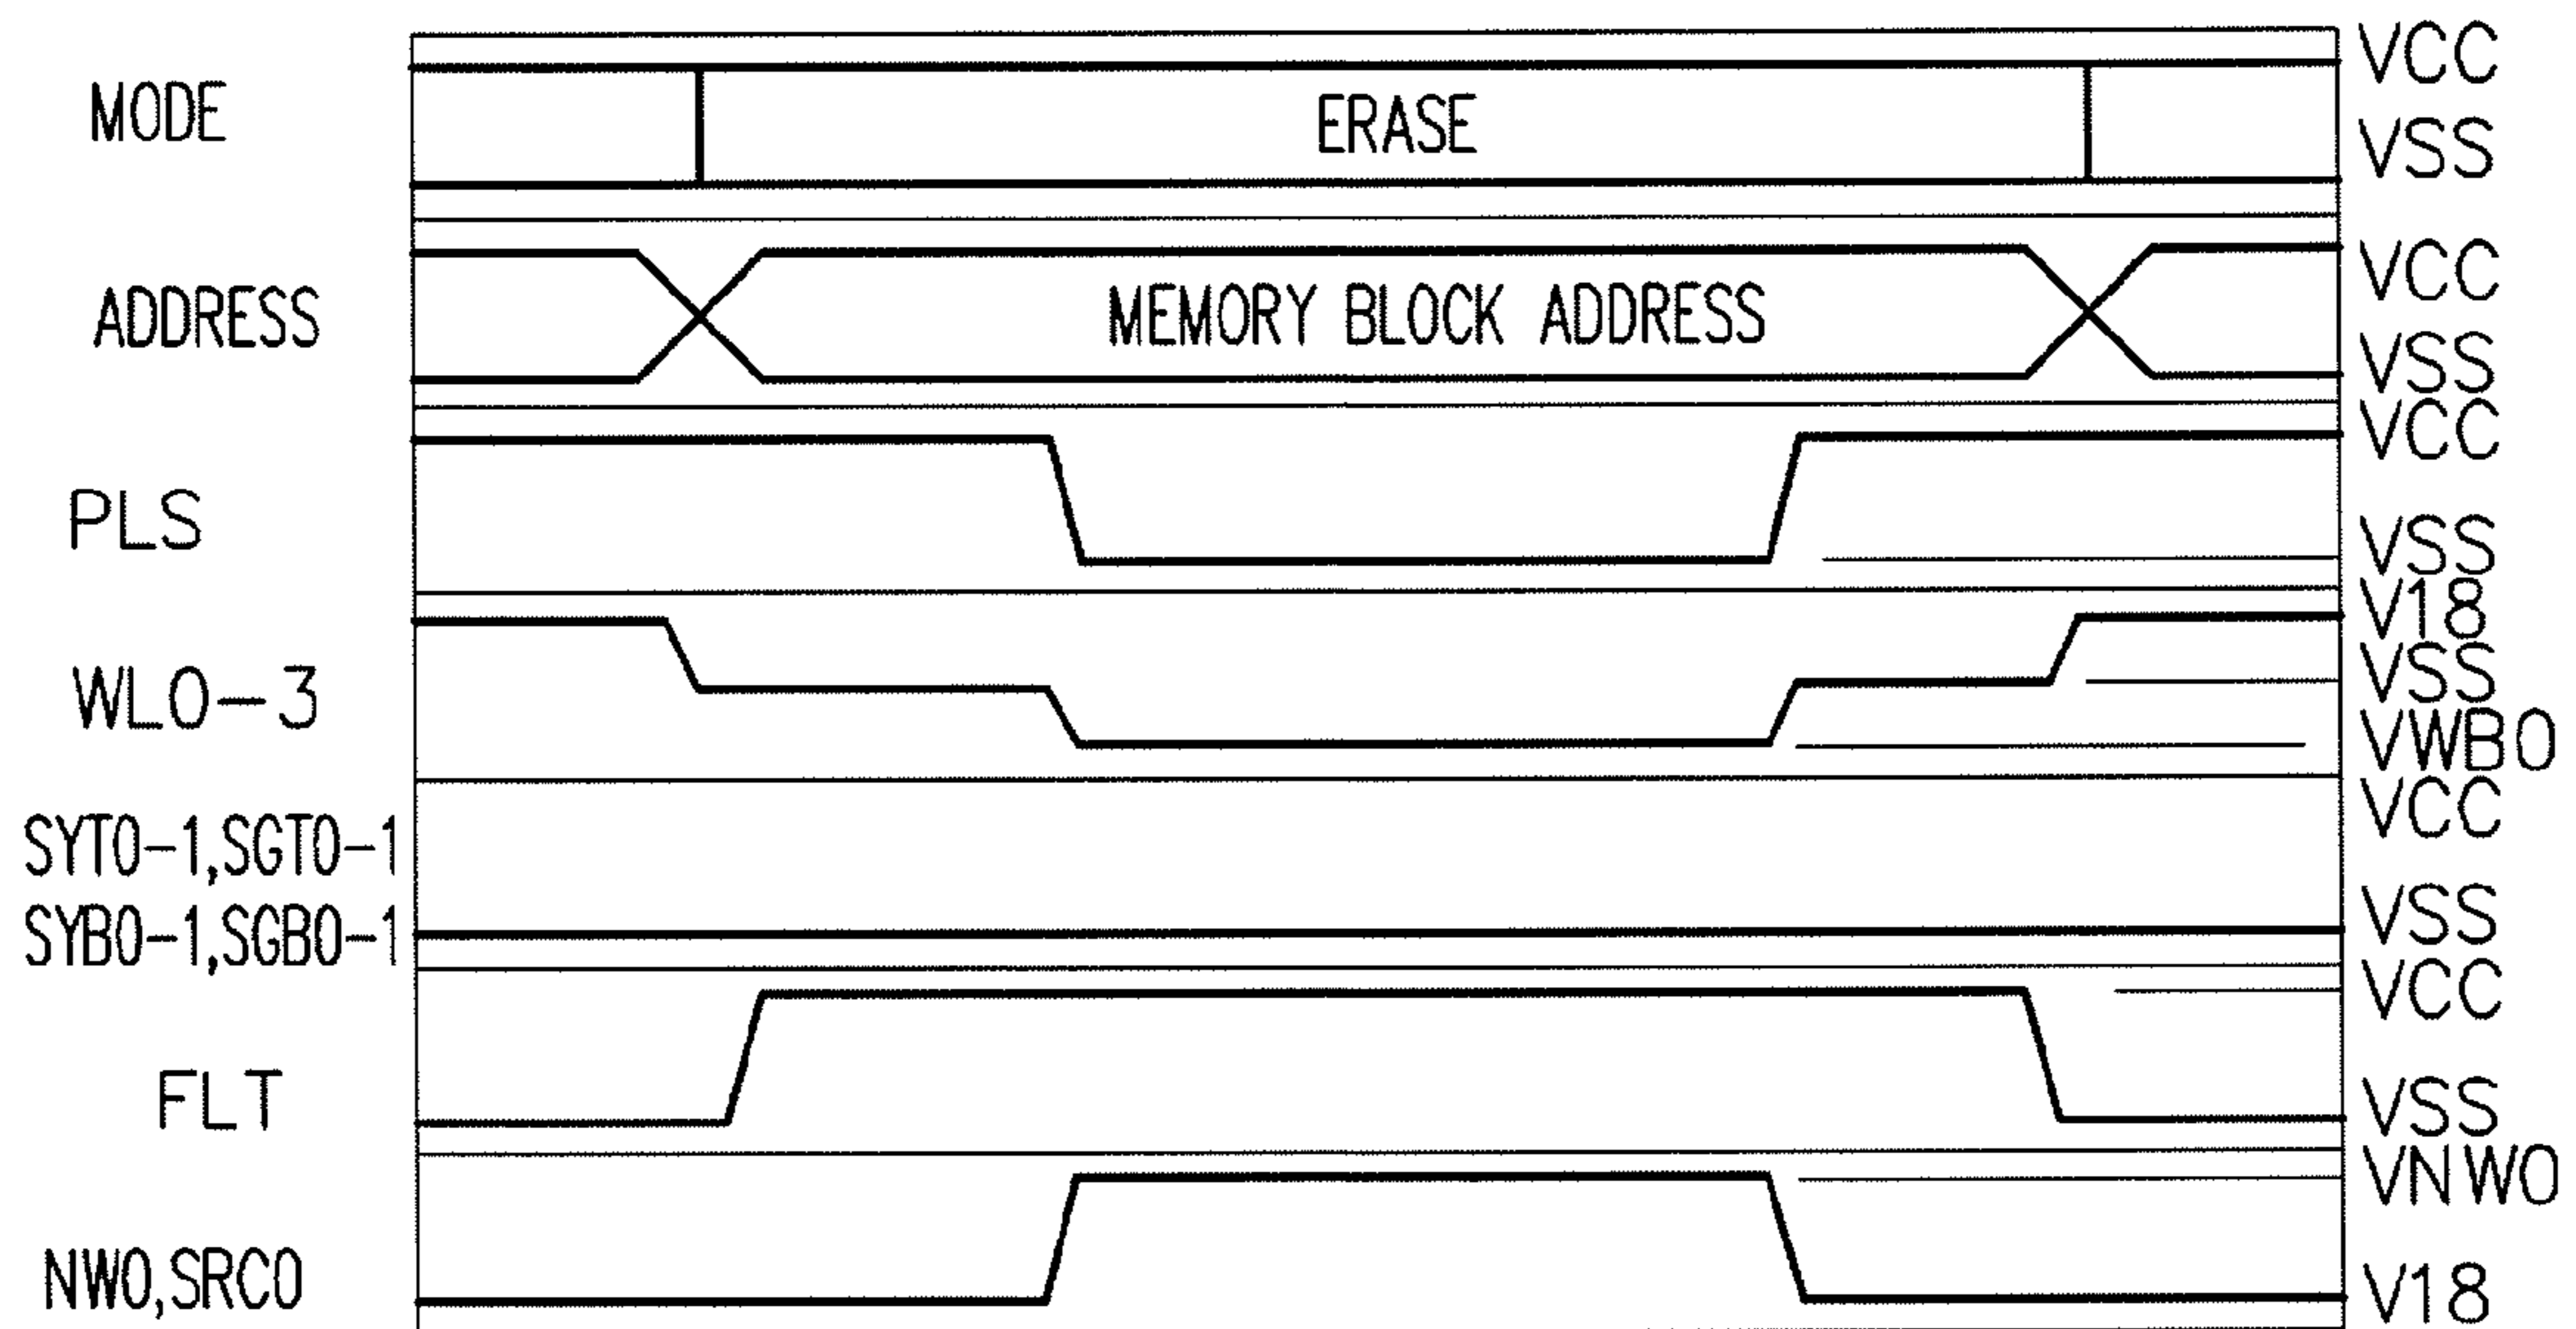 VCC
MODE
ERASE
VSS
VCC
ADDRESS
MEMORY BLOCK ADDRESS
VSS
VCC
PLS
VSS
V18
WL0-3
VSS
VWB0
VCC
SYT0-1,SGT0-1
SYB0-1,SGB0-1
VSS
VCC
FLT
VSS
VNW0
NW0,SRC0
V18